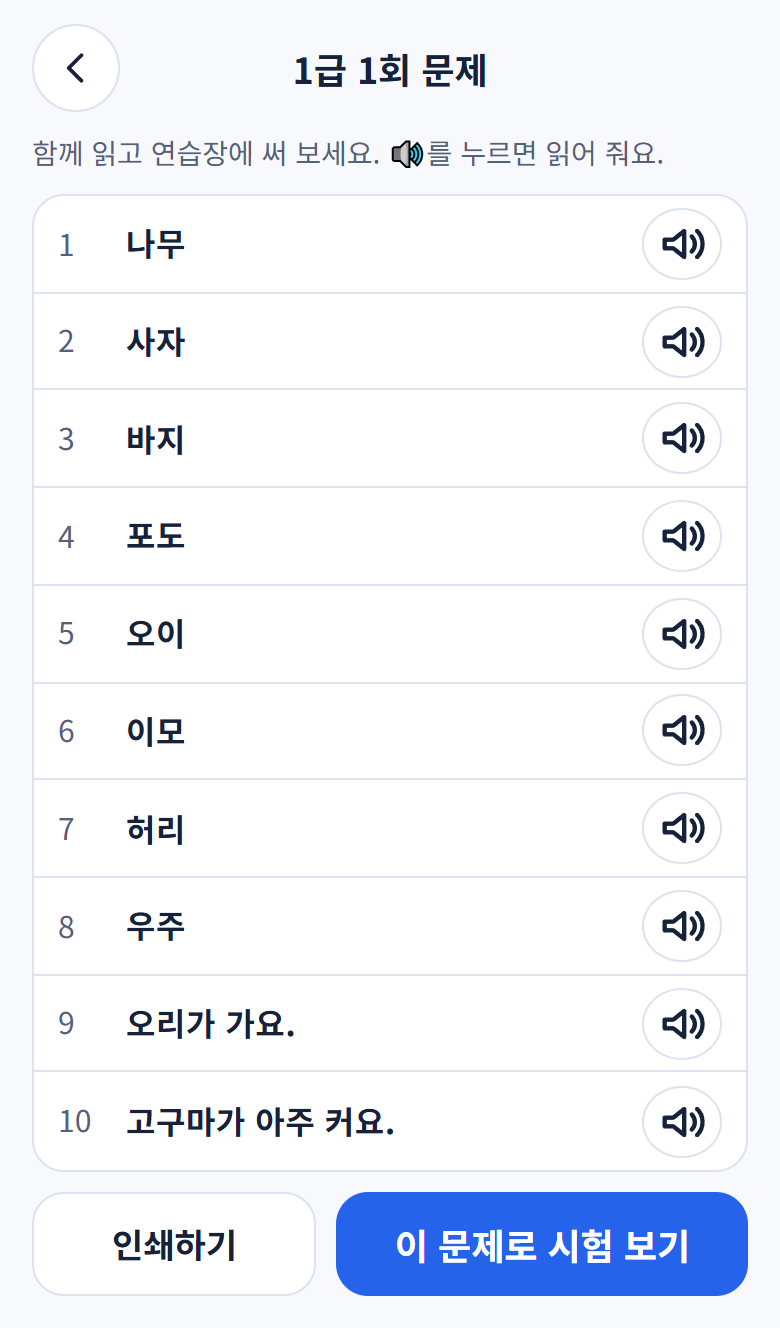 1급 1회 문제
함께 읽고 연습장에 써 보세요. 🔊를 누르면 읽어 줘요.
1 나무
2 사자
3 바지
4 포도
5 오이
6 이모
7 허리
8 우주
9 오리가 가요.
10 고구마가 아주 커요.
인쇄하기 이 문제로 시험 보기